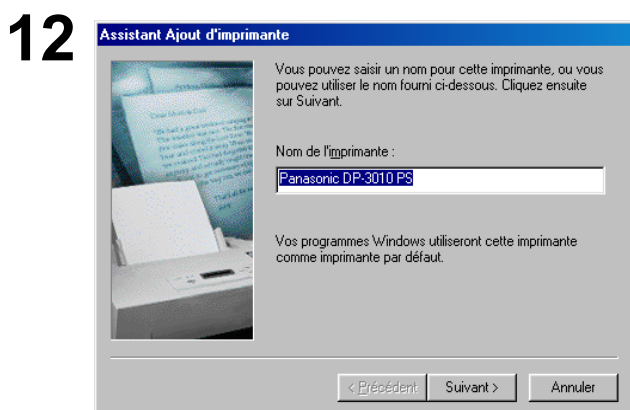 12
Assistant Ajout d'imprimante
Vous pouvez saisir un nom pour cette imprimante, ou vous
pouvez utiliser le nom fourni ci-dessous. Cliquez ensuite
sur Suivant.
Nom de l'imprimante :
Panasonic DP-3010 PS
Vos programmes Windows utiliseront cette imprimante
comme imprimante par défaut.
< Précédent Suivant > Annuler